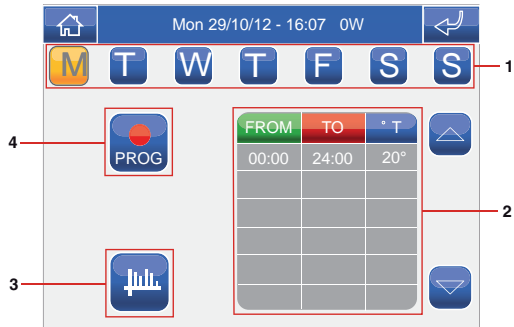 Mon 29/10/12 - 16:07 0W
M T W T F S S
1
4
PROG
FROM TO ° T
00:00 24:00 20°
2
3